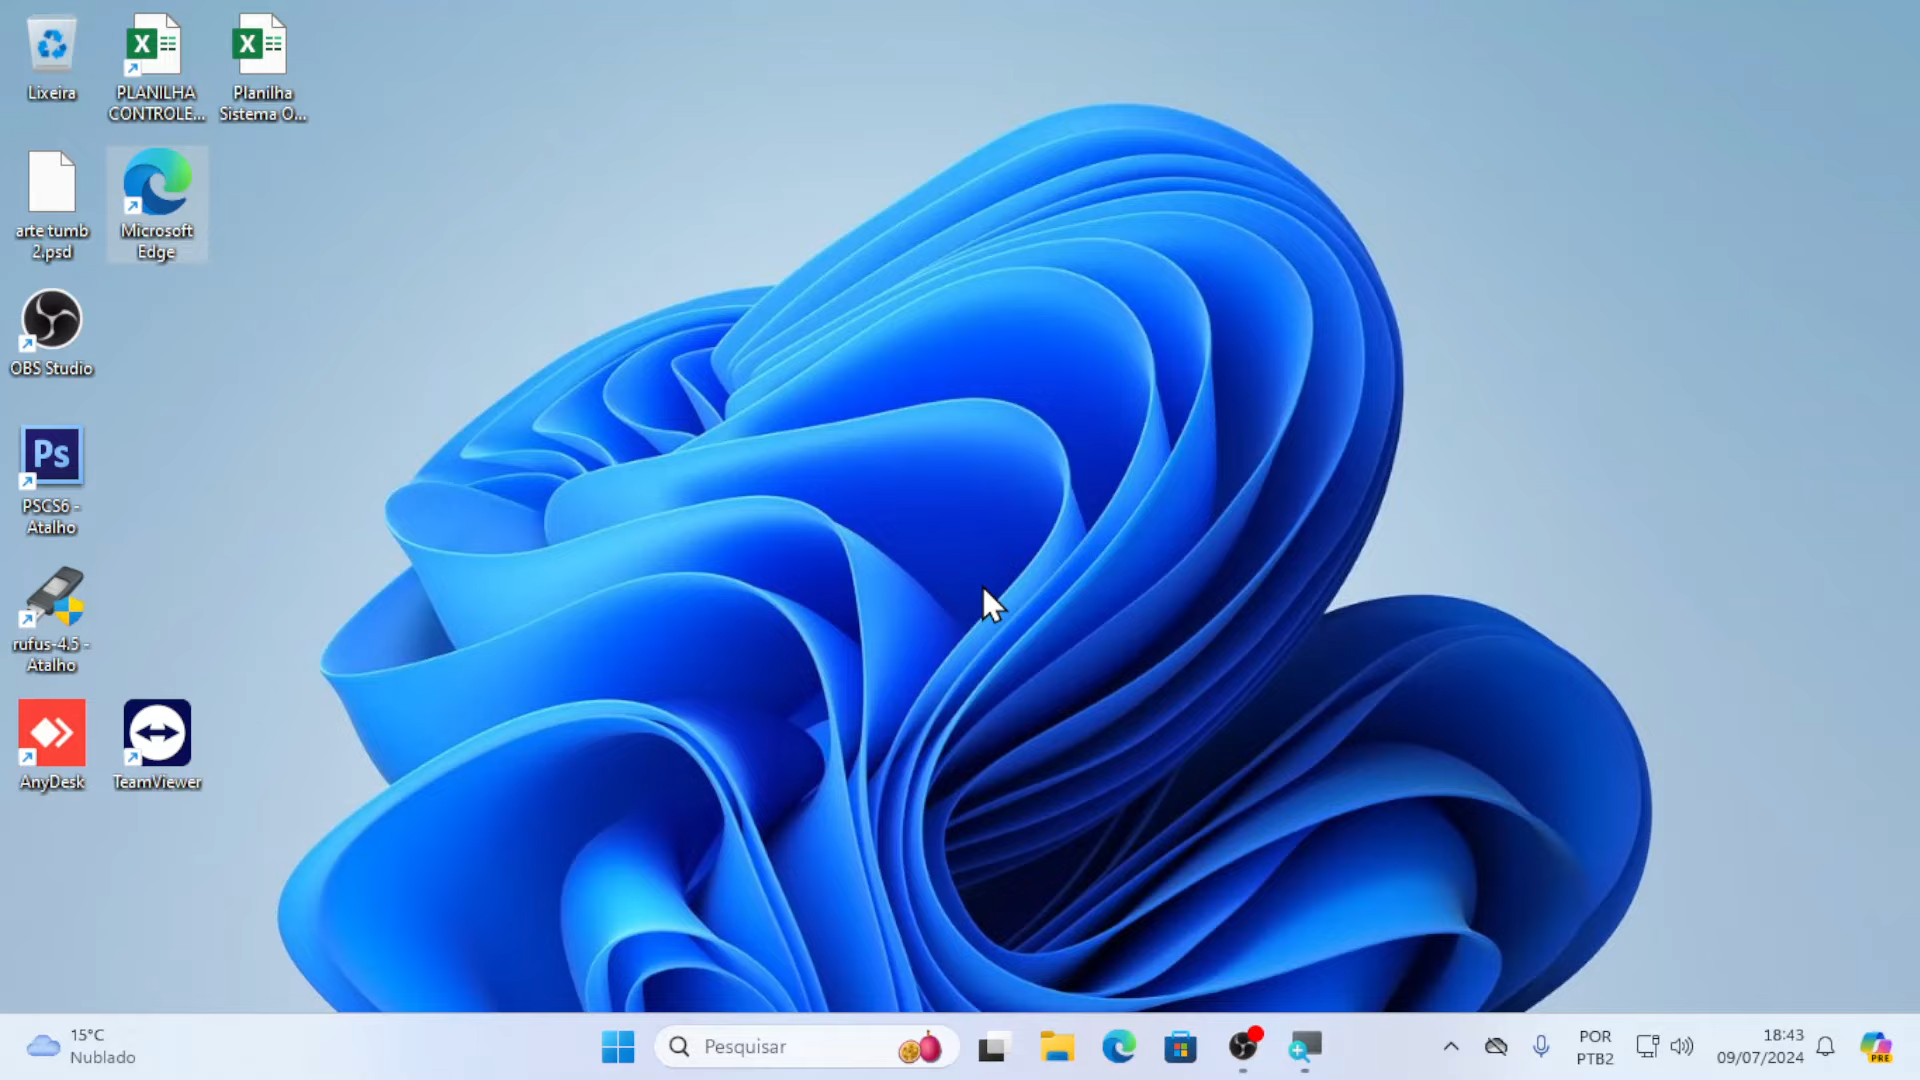 Lixeira
PLANILHA
CONTROLE...
Planilha
Sistema O...
arte tumb
2.psd
Microsoft
Edge
OBS Studio
Ps
PSCS6 -
Atalho
rufus-4.5 -
Atalho
AnyDesk
TeamViewer
15°C
Nublado
Pesquisar
POR
PTB2
18:43
09/07/2024
PRE